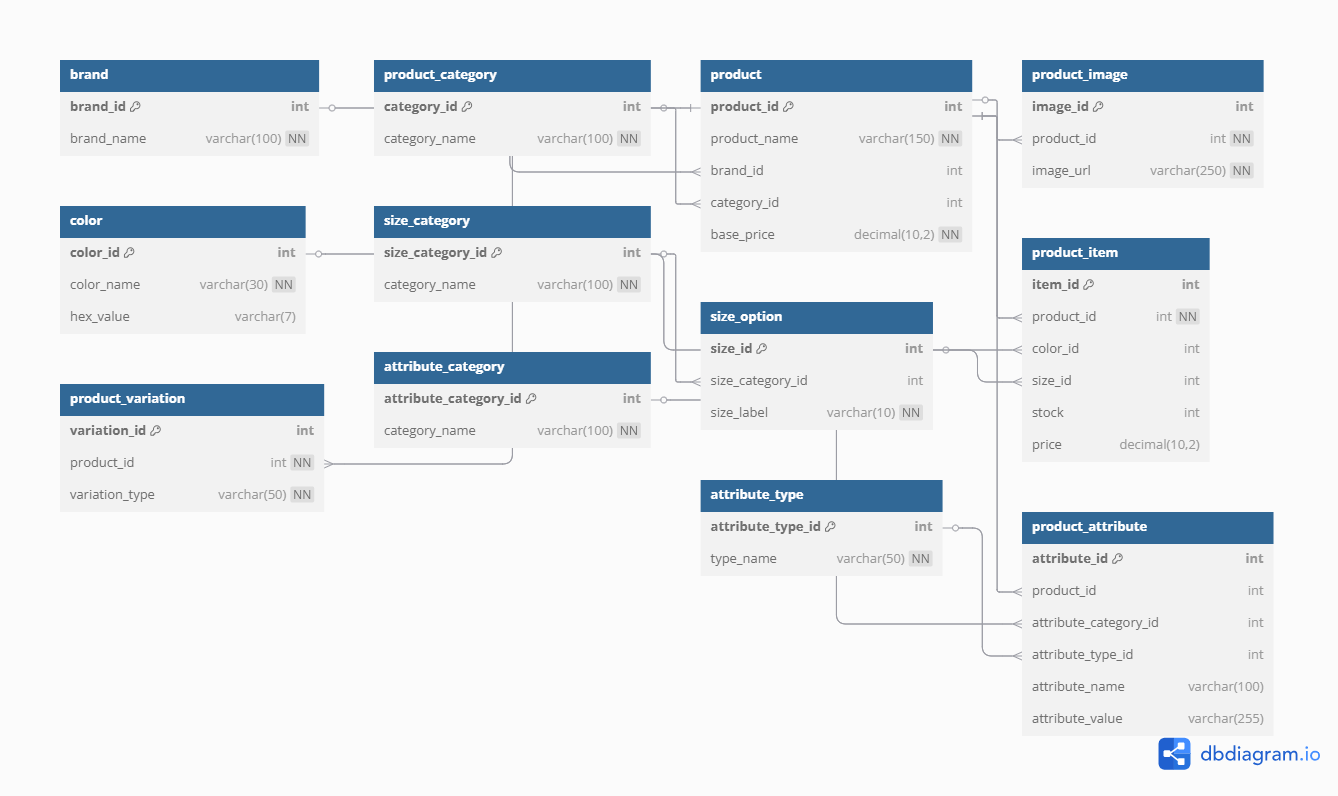 brand
brand_id int
brand_name varchar(100) NN
product_category
category_id int
category_name varchar(100) NN
product
product_id int
product_name varchar(150) NN
brand_id int
category_id int
base_price decimal(10,2) NN
product_image
image_id int
product_id int NN
image_url varchar(250) NN
color
color_id int
color_name varchar(30) NN
hex_value varchar(7)
size_category
size_category_id int
category_name varchar(100) NN
product_item
item_id int
product_id int NN
color_id int
size_id int
stock int
price decimal(10,2)
size_option
size_id int
size_category_id int
size_label varchar(10) NN
attribute_category
attribute_category_id int
category_name varchar(100) NN
product_variation
variation_id int
product_id int NN
variation_type varchar(50) NN
attribute_type
attribute_type_id int
type_name varchar(50) NN
product_attribute
attribute_id int
product_id int
attribute_category_id int
attribute_type_id int
attribute_name varchar(100)
attribute_value varchar(255)
dbdiagram.io